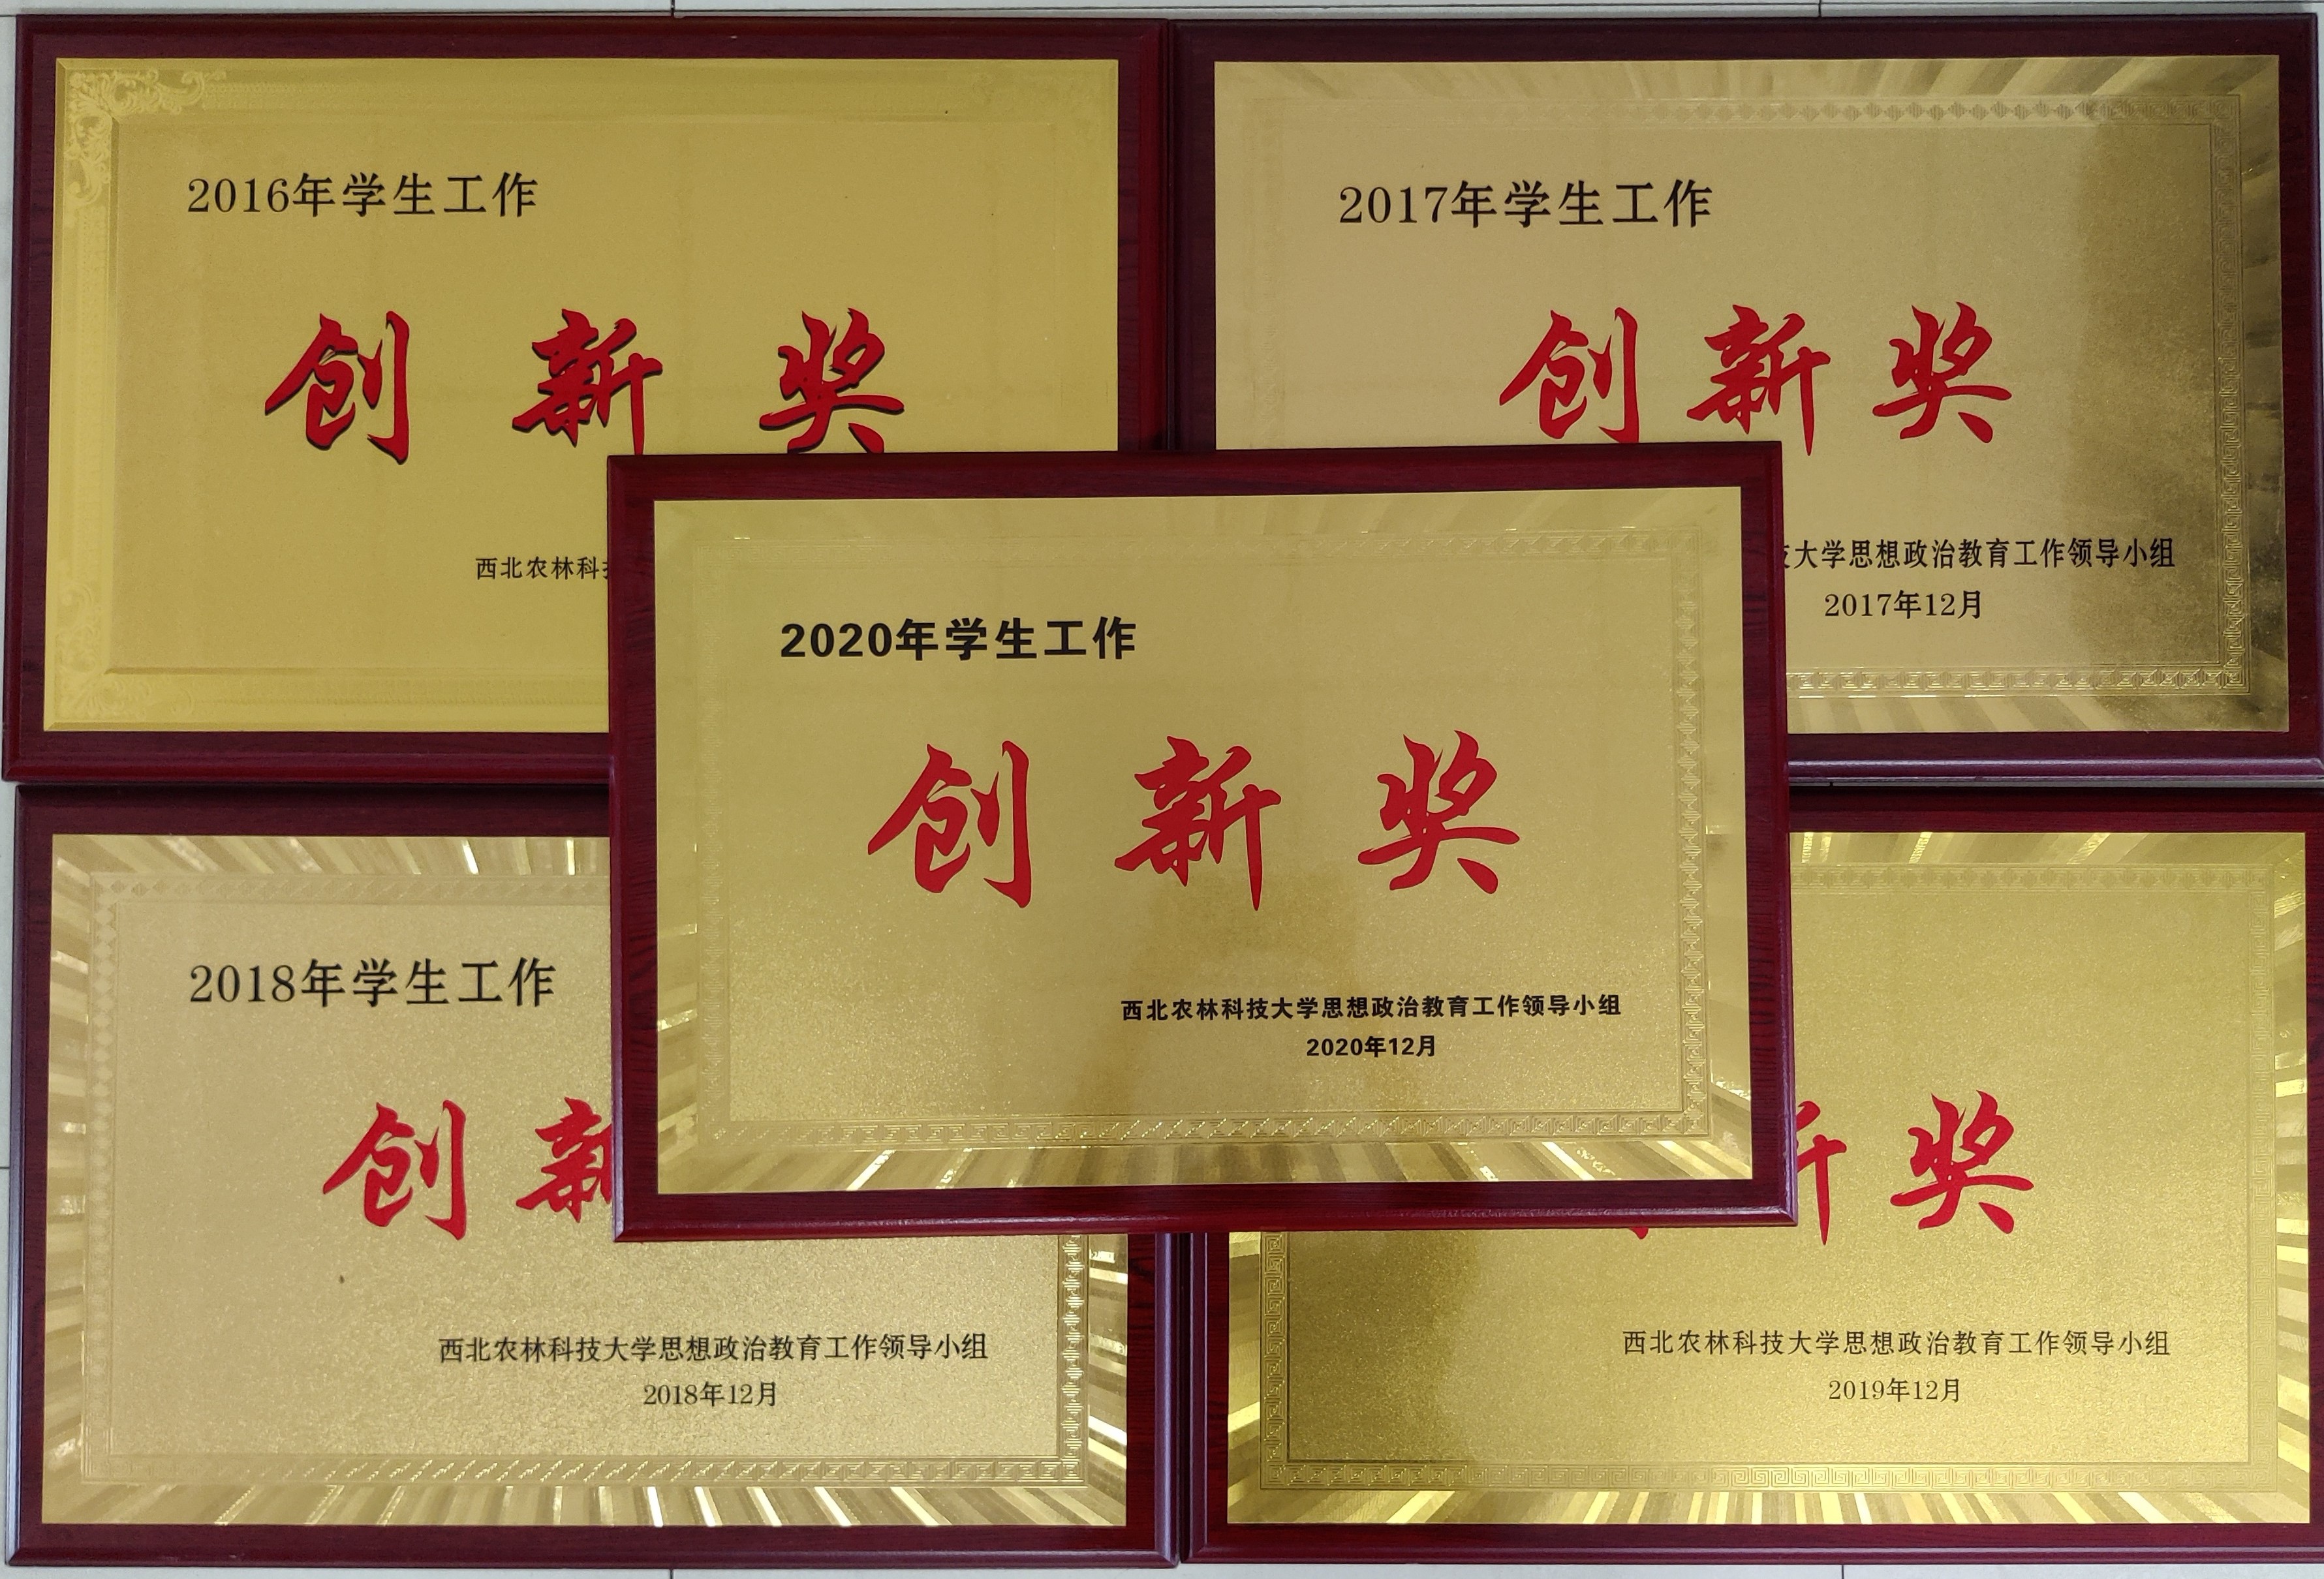 2016年学生工作
创新奖
西北农林科
2017年学生工作
创新奖
大学思想政治教育工作领导小组
2017年12月
2020年学生工作
创新奖
西北农林科技大学思想政治教育工作领导小组
2020年12月
2018年学生工作
创新
西北农林科技大学思想政治教育工作领导小组
2018年12月
奖
西北农林科技大学思想政治教育工作领导小组
2019年12月